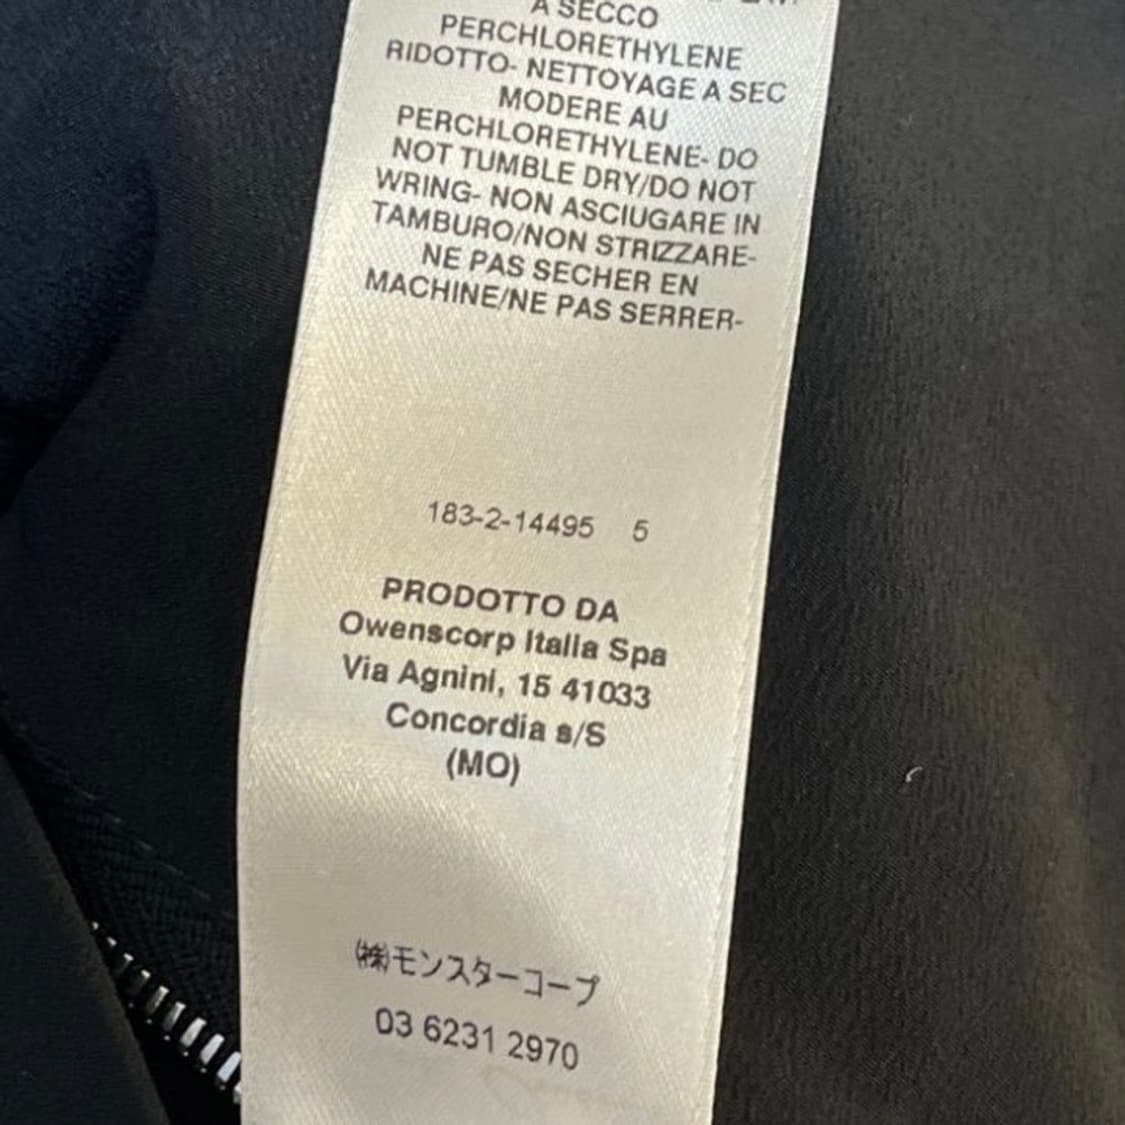 A SECCO
PERCHLORETHYLENE
RIDOTTO- NETTOYAGE A SEC
MODERE AU
PERCHLORETHYLENE- DO
NOT TUMBLE DRY/DO NOT
WRING- NON ASCIUGARE IN
TAMBURO/NON STRIZZARE-
NE PAS SECHER EN
MACHINE/NE PAS SERRER-
183-2-14495 5
PRODOTTO DA
Owenscorp Italia Spa
Via Agnini, 15 41033
Concordia s/S
(MO)
㈱モンスターコープ
03 6231 2970